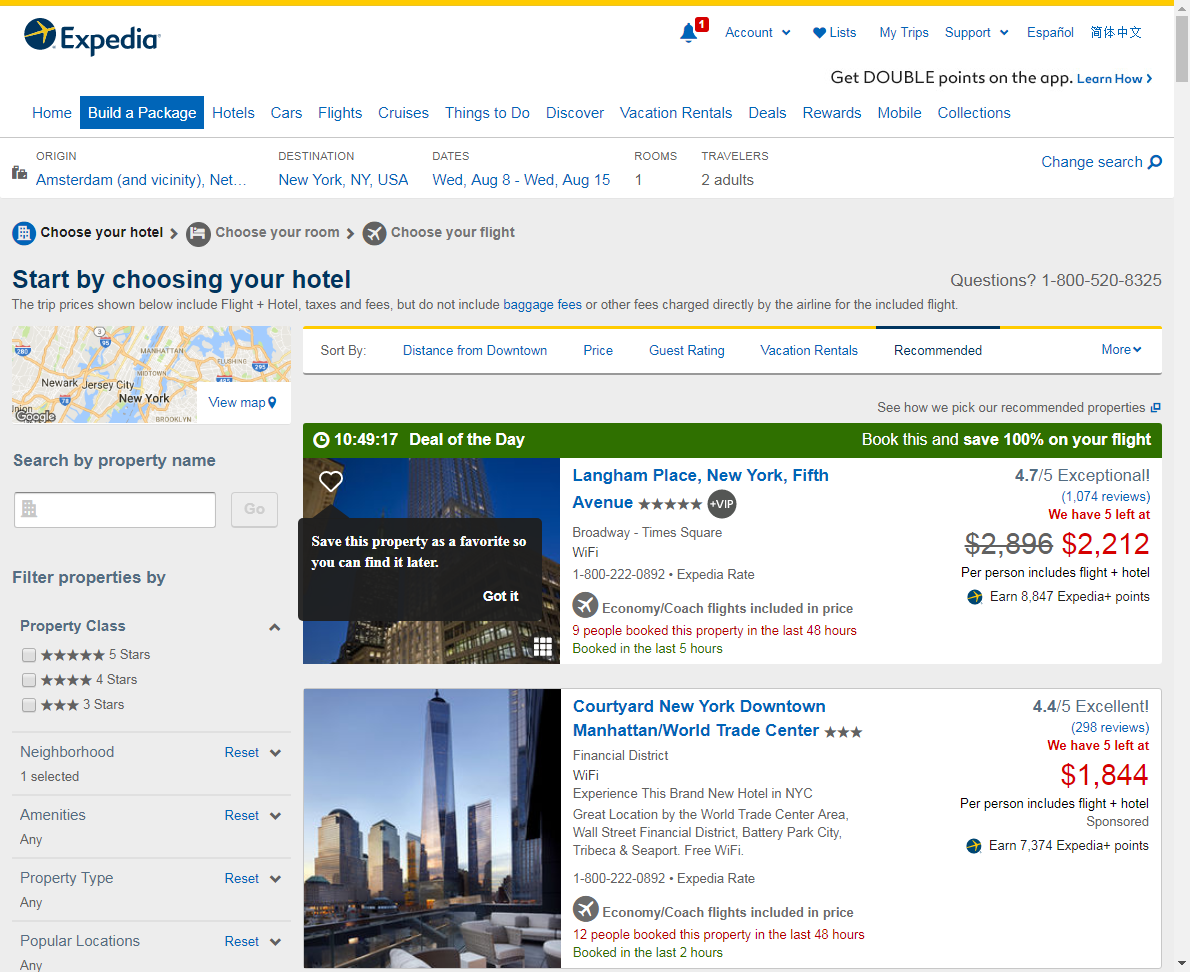 Expedia
1
Account
Lists
My Trips
Support
Español
简体中文
Get DOUBLE points on the app. Learn How
Home
Build a Package
Hotels
Cars
Flights
Cruises
Things to Do
Discover
Vacation Rentals
Deals
Rewards
Mobile
Collections
ORIGIN
Amsterdam (and vicinity), Net...
DESTINATION
New York, NY, USA
DATES
Wed, Aug 8 - Wed, Aug 15
ROOMS
1
TRAVELERS
2 adults
Change search
Choose your hotel
Choose your room
Choose your flight
Start by choosing your hotel
Questions? 1-800-520-8325
The trip prices shown below include Flight + Hotel, taxes and fees, but do not include baggage fees or other fees charged directly by the airline for the included flight.
3
95
280
MANHATTAN
FLUSHING
MIDTOWN
495
295
Newark
Jersey City
78
New York
Union
Google
BROOKLYN
View map
Sort By:
Distance from Downtown
Price
Guest Rating
Vacation Rentals
Recommended
More
See how we pick our recommended properties
Search by property name
Go
Filter properties by
Property Class
5 Stars
4 Stars
3 Stars
Neighborhood
Reset
1 selected
Amenities
Reset
Any
Property Type
Reset
Any
Popular Locations
Reset
Any
10:49:17 Deal of the Day
Book this and save 100% on your flight
Save this property as a favorite so
you can find it later.
Got it
Langham Place, New York, Fifth
Avenue
+VIP
Broadway - Times Square
WiFi
1-800-222-0892 • Expedia Rate
Economy/Coach flights included in price
9 people booked this property in the last 48 hours
Booked in the last 5 hours
4.7/5 Exceptional!
(1,074 reviews)
We have 5 left at
$2,896 $2,212
Per person includes flight + hotel
Earn 8,847 Expedia+ points
Courtyard New York Downtown
Manhattan/World Trade Center
Financial District
WiFi
Experience This Brand New Hotel in NYC
Great Location by the World Trade Center Area,
Wall Street Financial District, Battery Park City,
Tribeca & Seaport. Free WiFi.
1-800-222-0892 • Expedia Rate
Economy/Coach flights included in price
12 people booked this property in the last 48 hours
Booked in the last 2 hours
4.4/5 Excellent!
(298 reviews)
We have 5 left at
$1,844
Per person includes flight + hotel
Sponsored
Earn 7,374 Expedia+ points